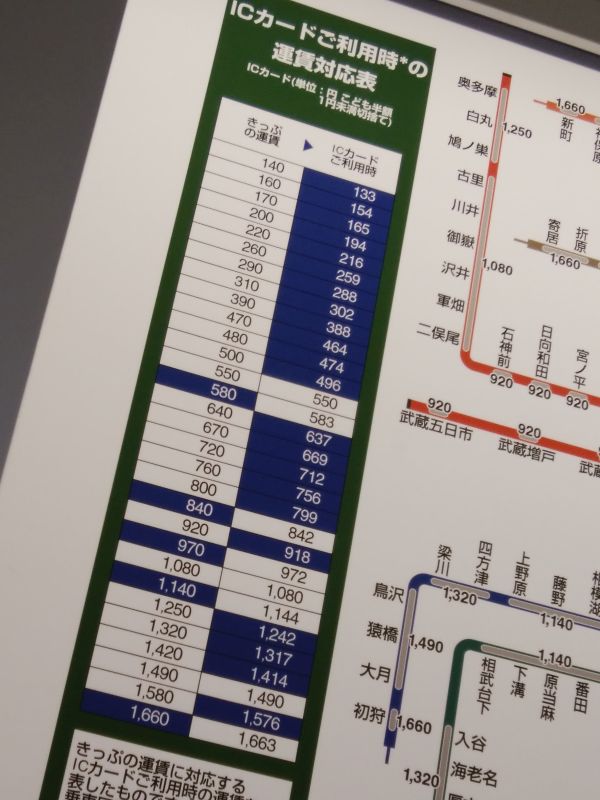 ICカードご利用時*の
運賃対応表
ICカード(単位：円 こども半額
1円未満切捨て)
きっぷの運賃 ▶ ICカードご利用時
140 133
160 154
170 165
200 194
220 216
260 259
290 288
310 302
390 388
470 464
480 474
500 496
550 550
580 583
640 637
670 669
720 712
760 756
800 799
840 842
920 918
970 972
1,080 1,080
1,140 1,144
1,250 1,242
1,320 1,317
1,420 1,414
1,490 1,490
1,580 1,576
1,660 1,663
きっぷの運賃に対応する
ICカードご利用時の運賃
表したもので
奥多摩
白丸
1,250
鳩ノ巣
古里
川井
御嶽
1,080
沢井
軍畑
二俣尾
石神前
920
日向和田
920
宮ノ平
920
1,660
新町
寄居
折原
1,660
920
武蔵五日市
920
武蔵増戸
梁川
四方津
1,320
上野原
藤野
相模湖
1,140
鳥沢
猿橋
1,490
大月
初狩
1,660
1,140
相武台下
下溝
原当麻
番田
入谷
海老名
1,320